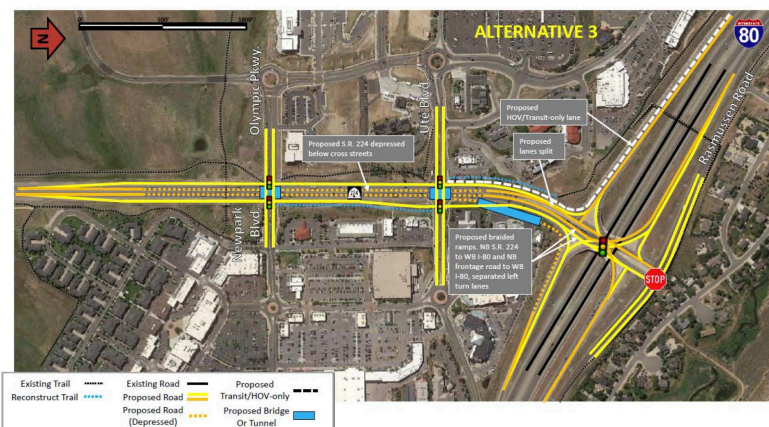 N
0
500'
1000'
ALTERNATIVE 3
INTERSTATE
80
Olympic Pkwy.
Ute Blvd.
Rasmussen Road
Proposed
HOV/Transit-only lane
Proposed S.R. 224 depressed
below cross streets
Proposed
lanes split
Newpark
Blvd.
Proposed braided
ramps. NB S.R. 224
to WB I-80 and NB
frontage road to WB
I-80, separated left
turn lanes
STOP
Existing Trail
Reconstruct Trail
Existing Road
Proposed Road
Proposed Road
(Depressed)
Proposed
Transit/HOV-only
Proposed Bridge
Or Tunnel